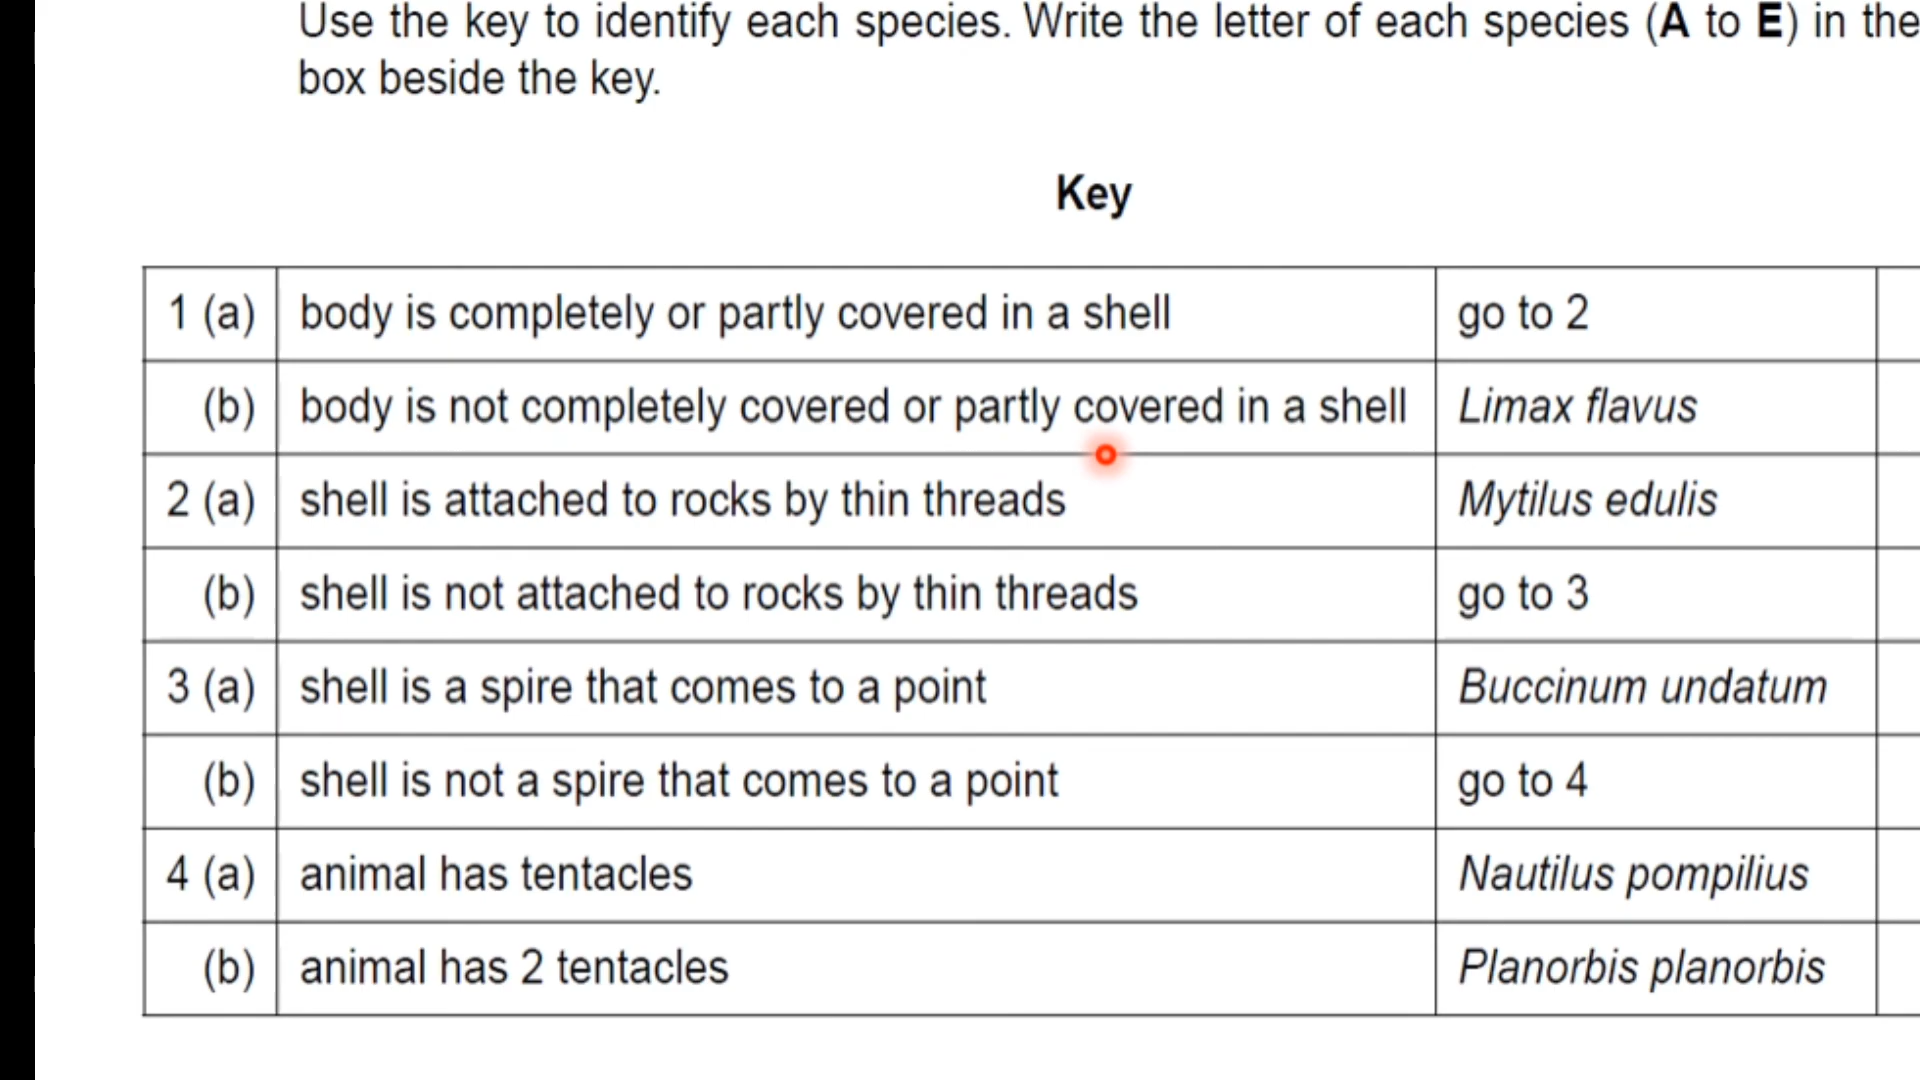 Use the key to identify each species. Write the letter of each species (A to E) in the
box beside the key.
Key
1 (a) body is completely or partly covered in a shell go to 2
(b) body is not completely covered or partly covered in a shell Limax flavus
2 (a) shell is attached to rocks by thin threads Mytilus edulis
(b) shell is not attached to rocks by thin threads go to 3
3 (a) shell is a spire that comes to a point Buccinum undatum
(b) shell is not a spire that comes to a point go to 4
4 (a) animal has tentacles Nautilus pompilius
(b) animal has 2 tentacles Planorbis planorbis